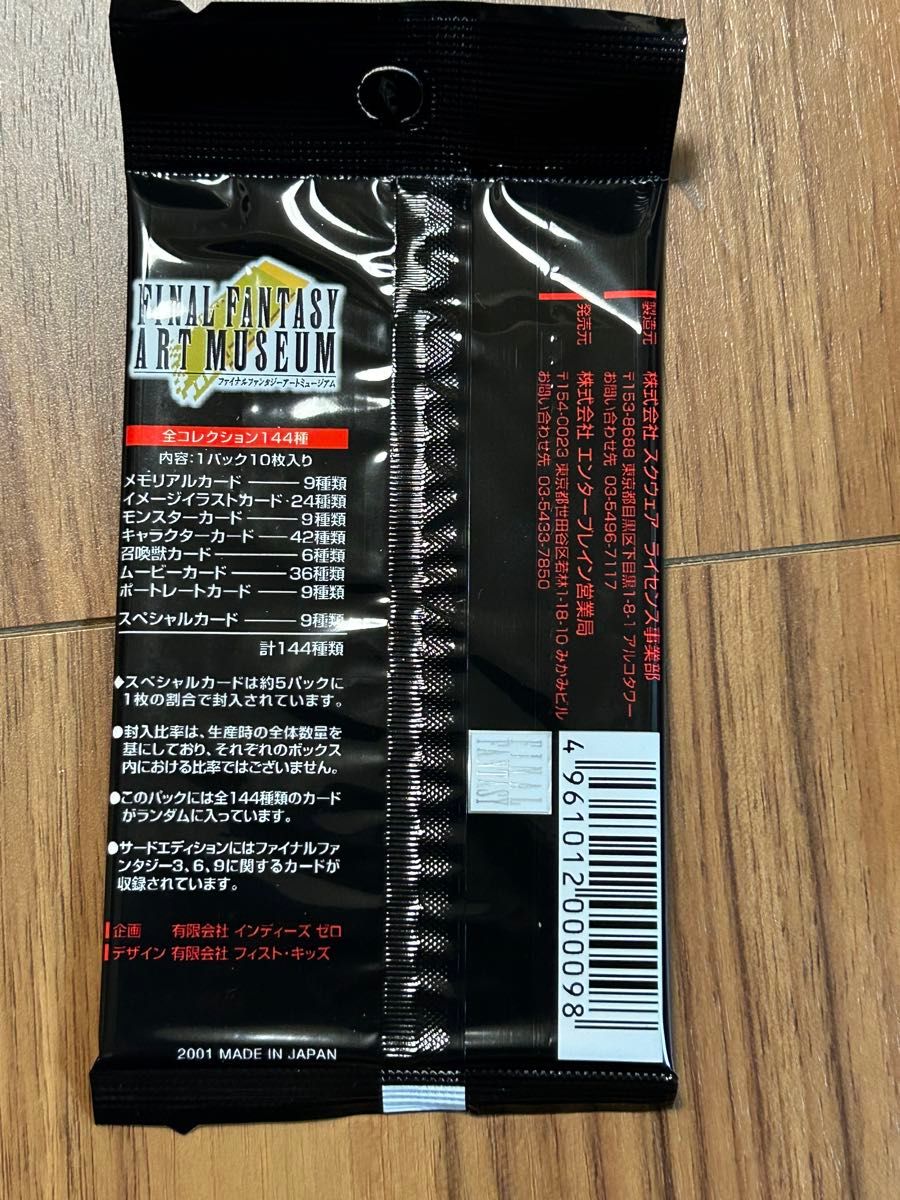 FINAL FANTASY
ART MUSEUM
ファイナルファンタジーアートミュージアム
全コレクション144種
内容:1パック10枚入り
メモリアルカード 9種類
イメージイラストカード 24種類
モンスターカード 9種類
キャラクターカード 42種類
召喚獣カード 6種類
ムービーカード 36種類
ポートレートカード 9種類
スペシャルカード 9種類
計144種類
◆スペシャルカードは約5パックに
1枚の割合で封入されています。
●封入比率は、生産時の全体数量を
基にしており、それぞれのボックス
内における比率ではございません。
●このパックには全144種類のカード
がランダムに入っています。
●サードエディションにはファイナルファ
ンタジー3、6、9に関するカードが
収録されています。
企画 有限会社 インディーズ ゼロ
デザイン 有限会社 フィスト・キッズ
2001 MADE IN JAPAN
製造元 株式会社 スクウェア ライセンス事業部
〒153-8688 東京都目黒区下目黒1-8-1 アルコタワー
お問い合わせ先 03-5496-7117
発売元 株式会社 エンターブレイン営業局
〒154-0023 東京都世田谷区若林1-18-10 みかみビル
お問い合わせ先 03-5433-7850
FINAL
FANTASY
4 961012 000098